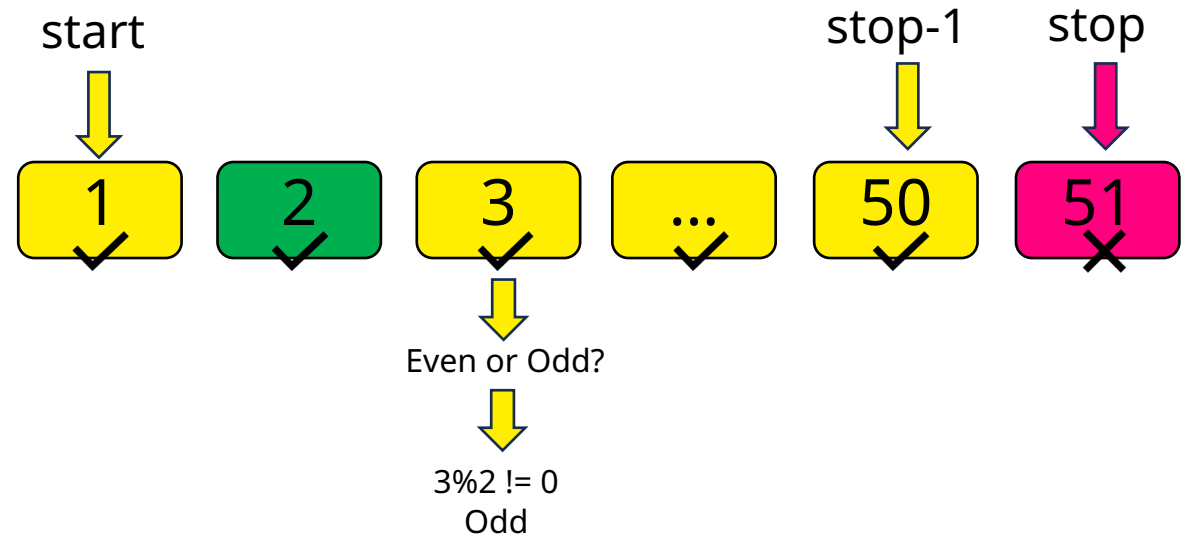 start stop-1 stop
1 2 3 ... 50 51
Even or Odd?
3%2 != 0
Odd